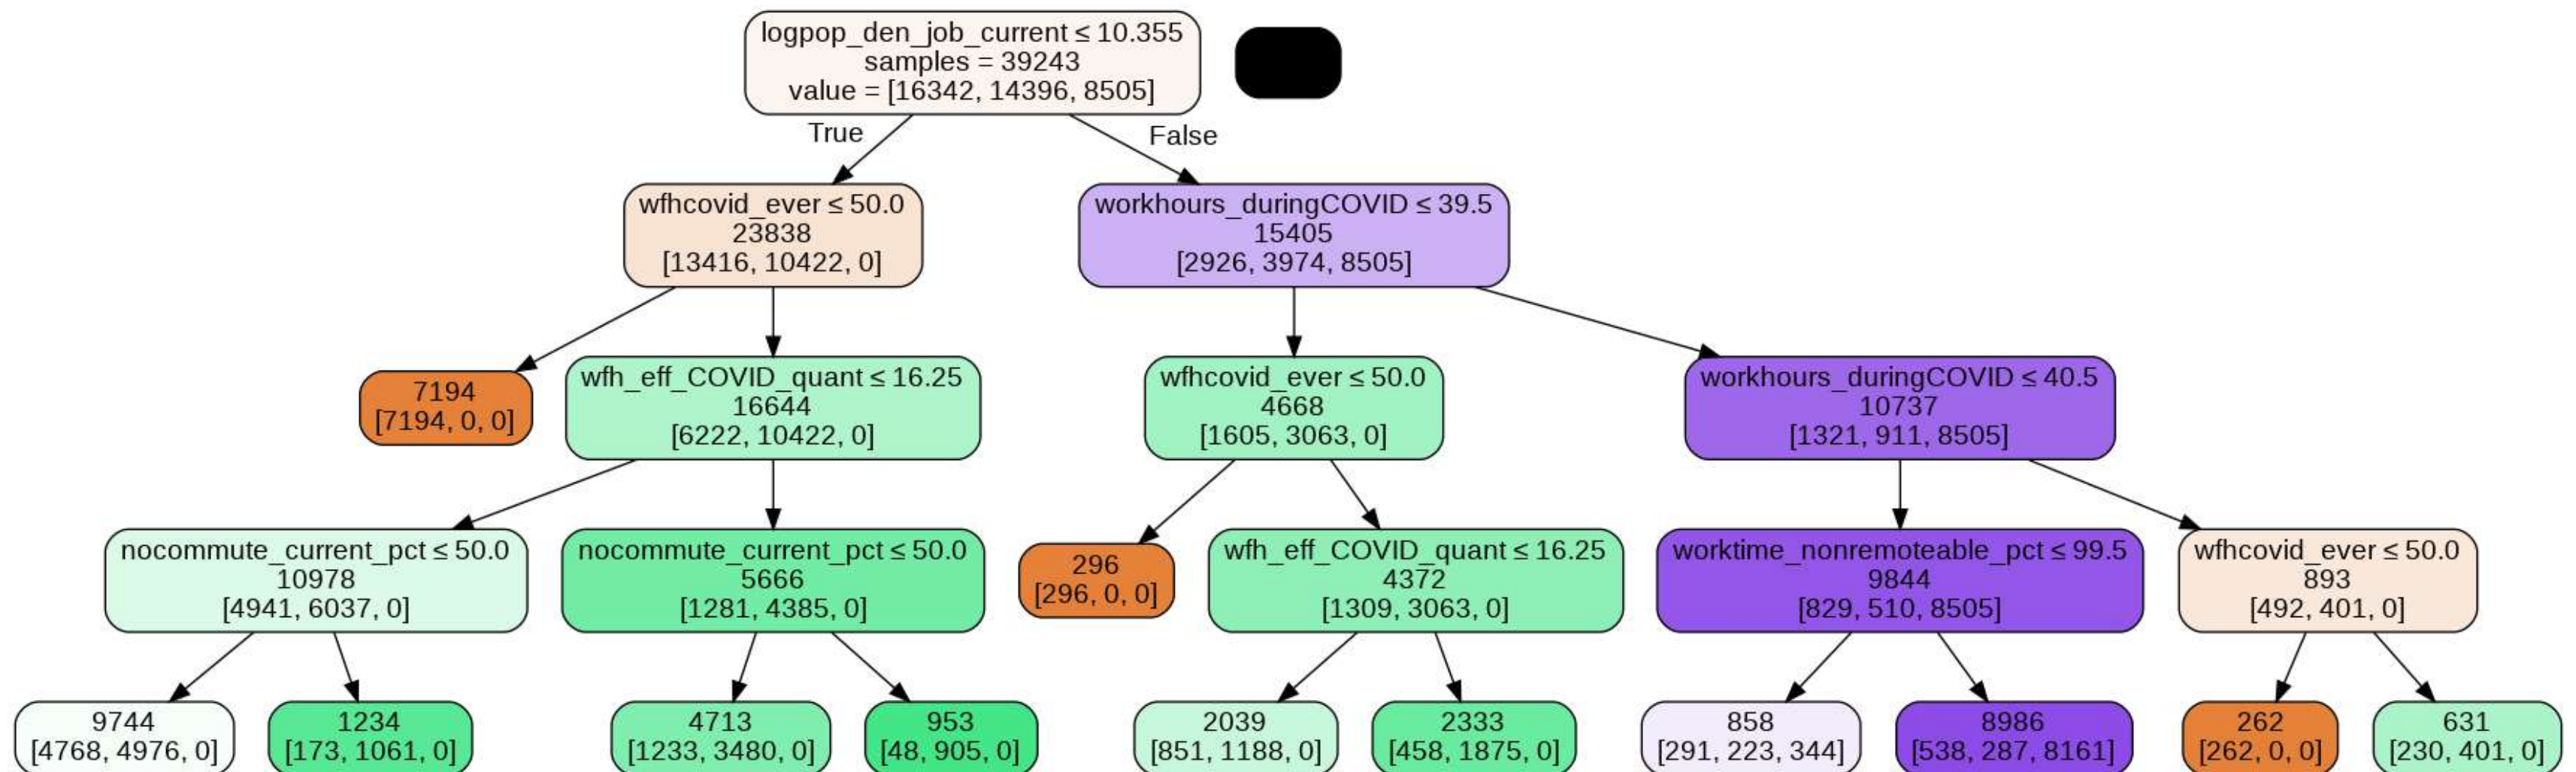 logpop_den_job_current ≤ 10.355
samples = 39243
value = [16342, 14396, 8505]
True
False
wfhcovid_ever ≤ 50.0
23838
[13416, 10422, 0]
workhours_duringCOVID ≤ 39.5
15405
[2926, 3974, 8505]
7194
[7194, 0, 0]
wfh_eff_COVID_quant ≤ 16.25
16644
[6222, 10422, 0]
wfhcovid_ever ≤ 50.0
4668
[1605, 3063, 0]
workhours_duringCOVID ≤ 40.5
10737
[1321, 911, 8505]
nocommute_current_pct ≤ 50.0
10978
[4941, 6037, 0]
nocommute_current_pct ≤ 50.0
5666
[1281, 4385, 0]
296
[296, 0, 0]
wfh_eff_COVID_quant ≤ 16.25
4372
[1309, 3063, 0]
worktime_nonremoteable_pct ≤ 99.5
9844
[829, 510, 8505]
wfhcovid_ever ≤ 50.0
893
[492, 401, 0]
9744
[4768, 4976, 0]
1234
[173, 1061, 0]
4713
[1233, 3480, 0]
953
[48, 905, 0]
2039
[851, 1188, 0]
2333
[458, 1875, 0]
858
[291, 223, 344]
8986
[538, 287, 8161]
262
[262, 0, 0]
631
[230, 401, 0]